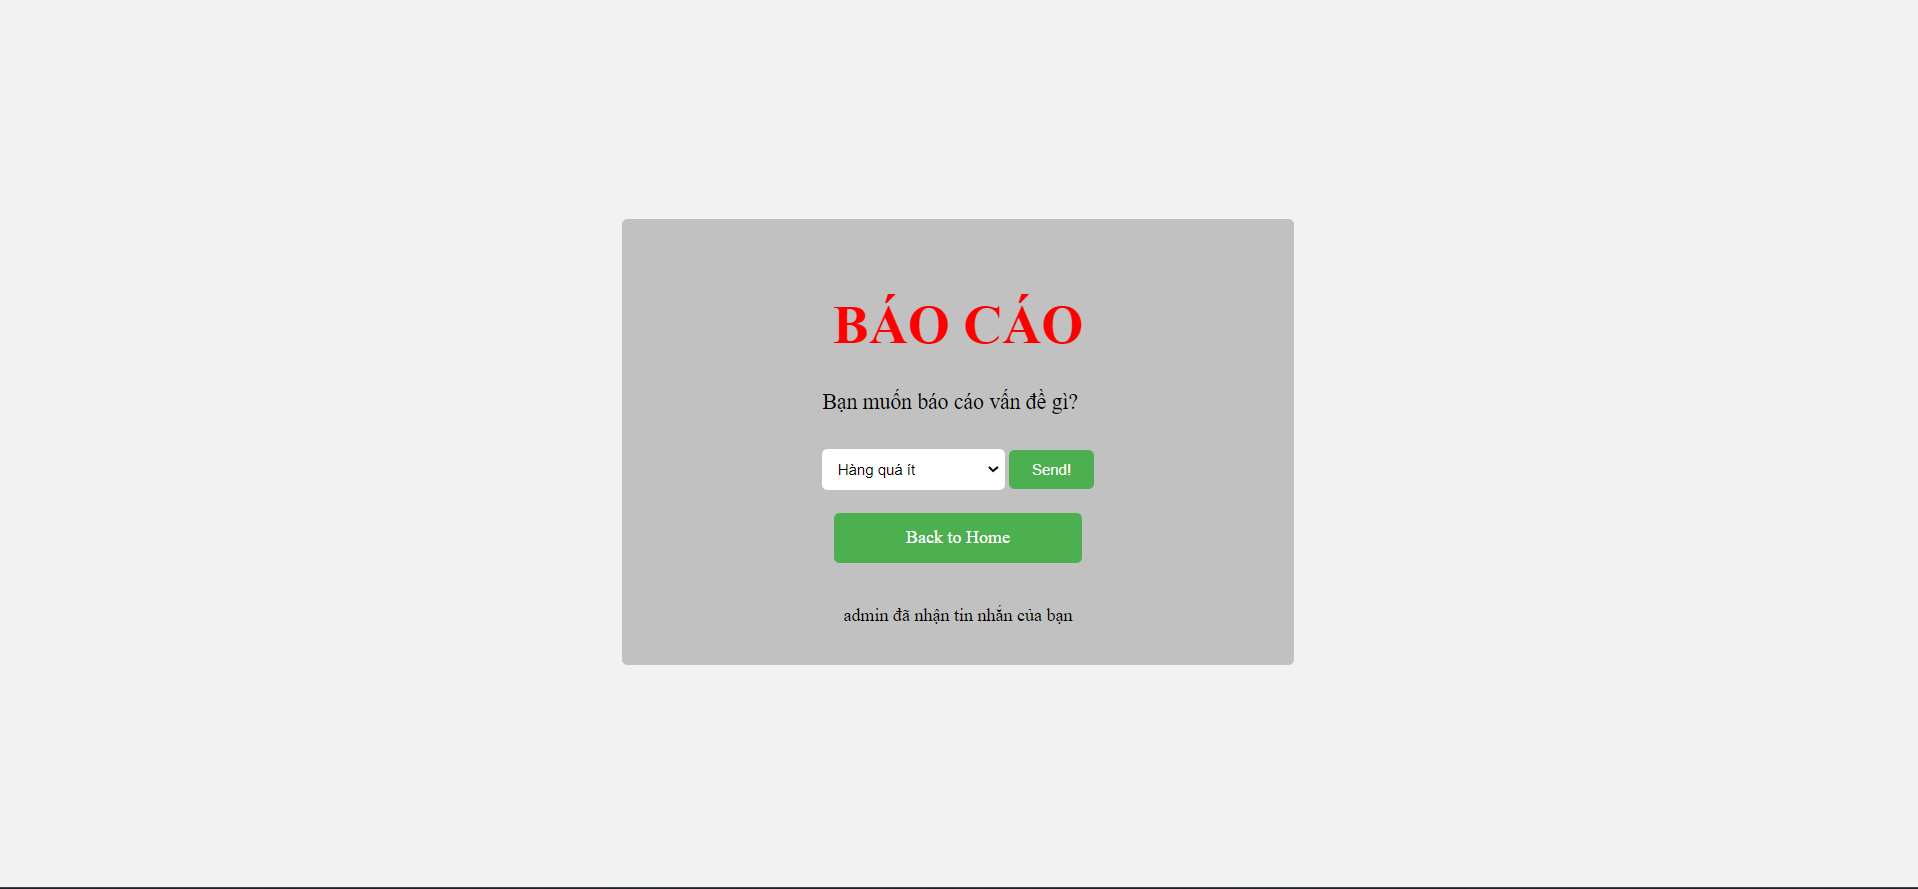 BÁO CÁO
Bạn muốn báo cáo vấn đề gì?
Hàng quá ít
Send!
Back to Home
admin đã nhận tin nhắn của bạn